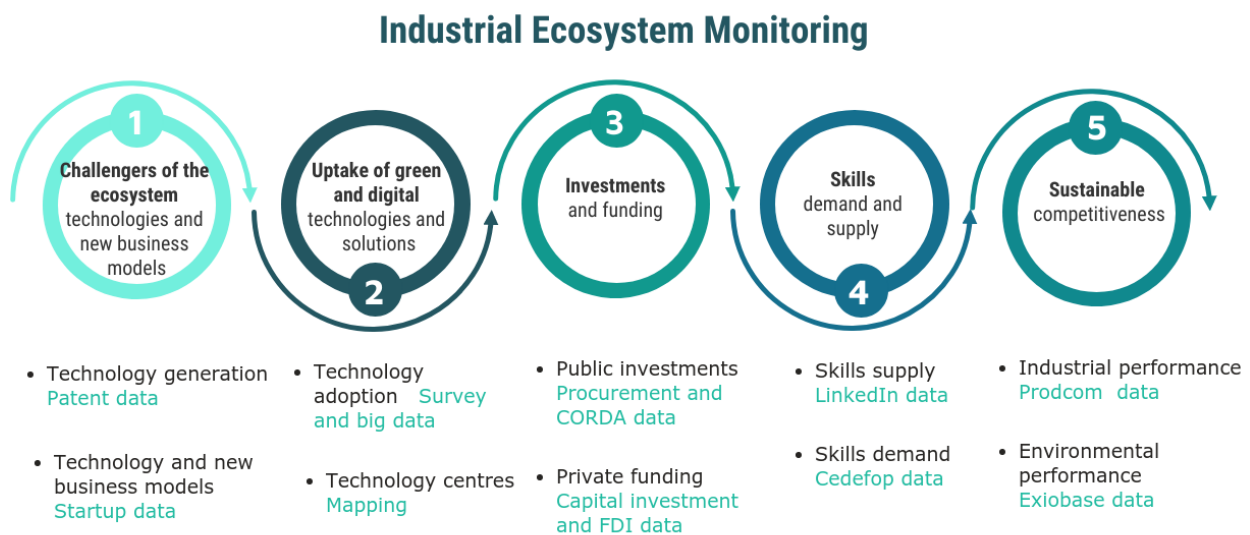 Industrial Ecosystem Monitoring
1
Challengers of the
ecosystem
technologies and
new business
models
2
Uptake of green
and digital
technologies and
solutions
3
Investments
and funding
4
Skills
demand and
supply
5
Sustainable
competitiveness
• Technology generation
Patent data
• Technology and new
business models
Startup data
• Technology
adoption Survey
and big data
• Technology centres
Mapping
• Public investments
Procurement and
CORDA data
• Private funding
Capital investment
and FDI data
• Skills supply
LinkedIn data
• Skills demand
Cedefop data
• Industrial performance
Prodcom data
• Environmental
performance
Exiobase data